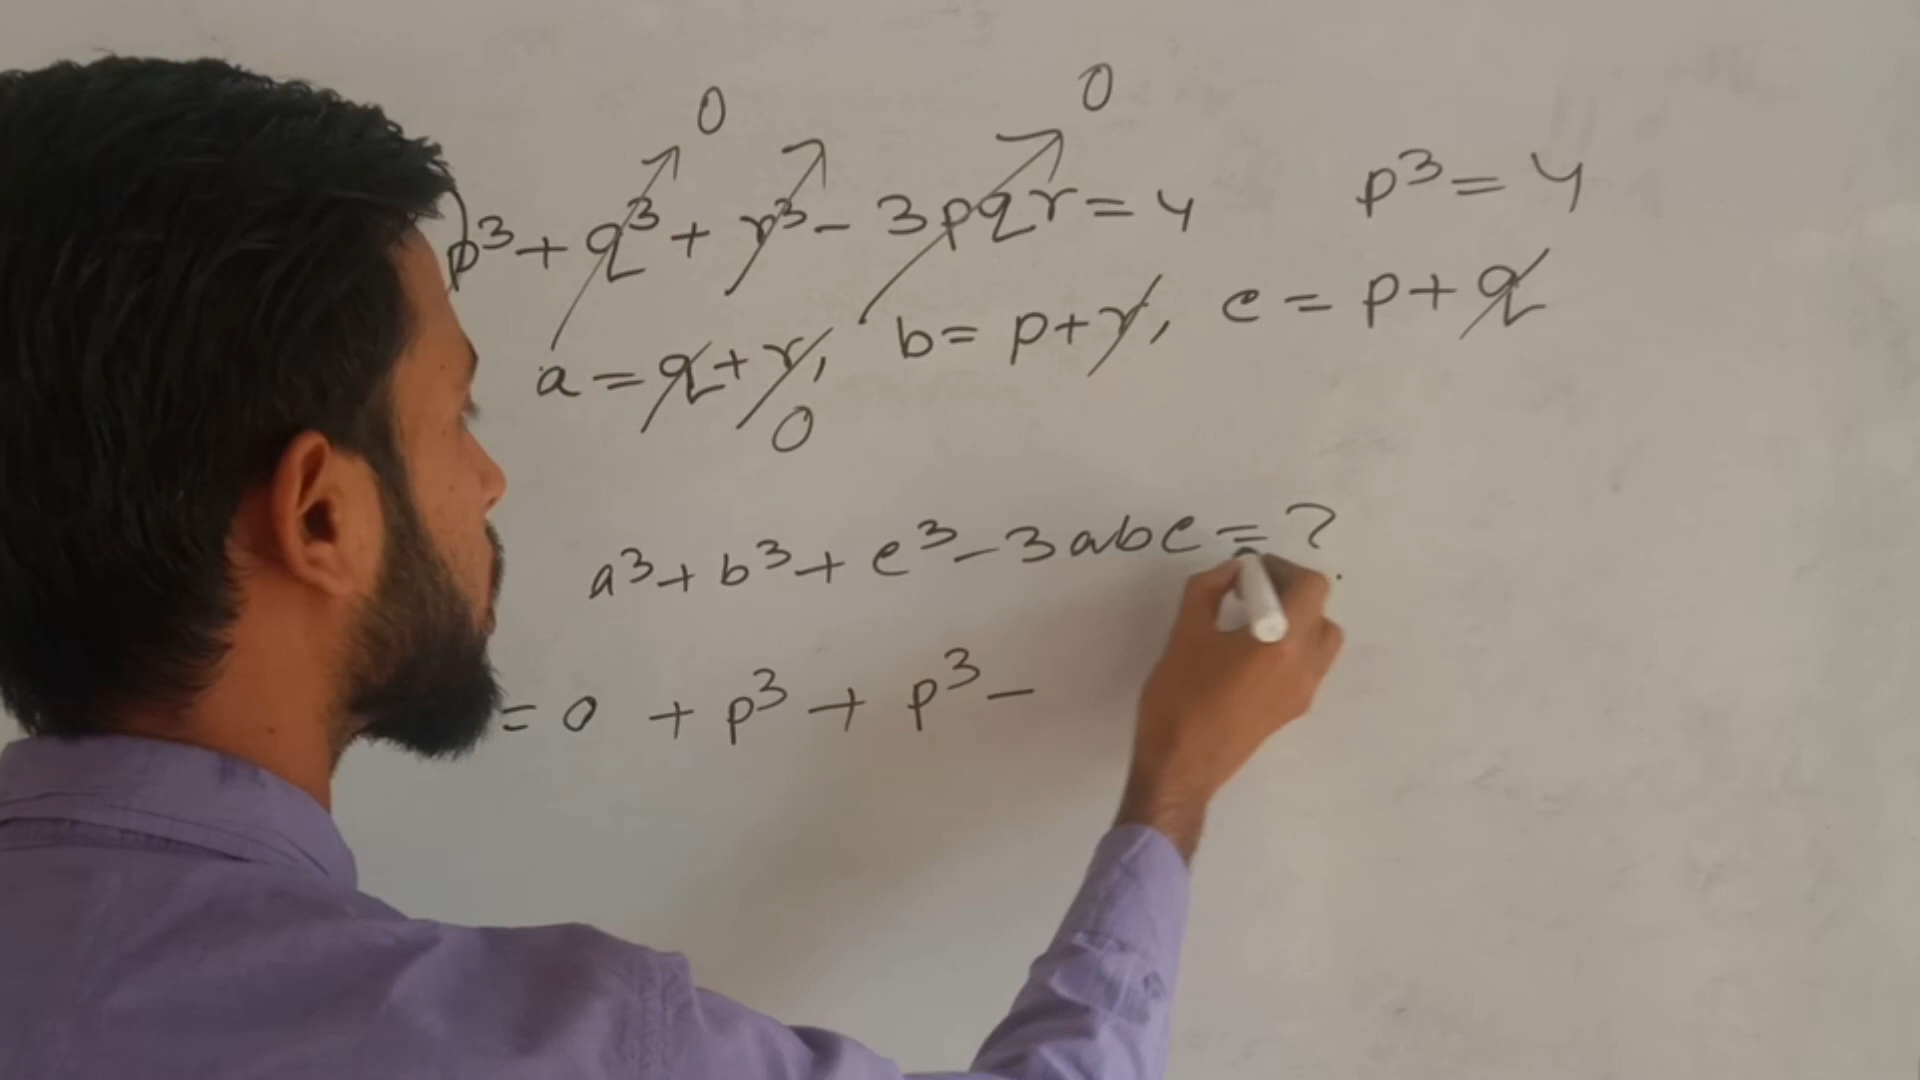 0 0
p³ + q³ + r³ - 3pqr = 4 p³ = 4
a = q + r, b = p + r, c = p + q
0
a³ + b³ + c³ - 3abc = ?
= 0 + p³ + p³ -